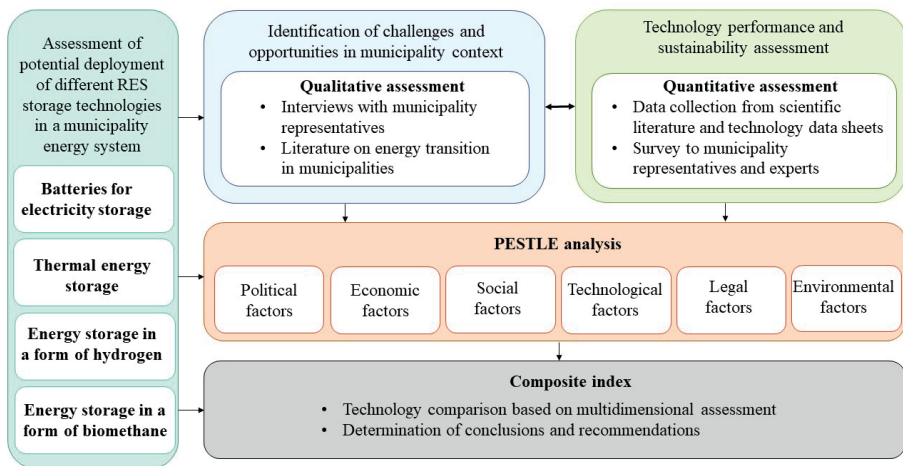 Assessment of
potential deployment
of different RES
storage technologies
in a municipality
energy system
Batteries for
electricity storage
Thermal energy
storage
Energy storage in
a form of hydrogen
Energy storage in a
form of biomethane
Identification of challenges and
opportunities in municipality context
Qualitative assessment
• Interviews with municipality
representatives
• Literature on energy transition
in municipalities
Technology performance and
sustainability assessment
Quantitative assessment
• Data collection from scientific
literature and technology data sheets
• Survey to municipality
representatives and experts
PESTLE analysis
Political
factors
Economic
factors
Social
factors
Technological
factors
Legal
factors
Environmental
factors
Composite index
• Technology comparison based on multidimensional assessment
• Determination of conclusions and recommendations